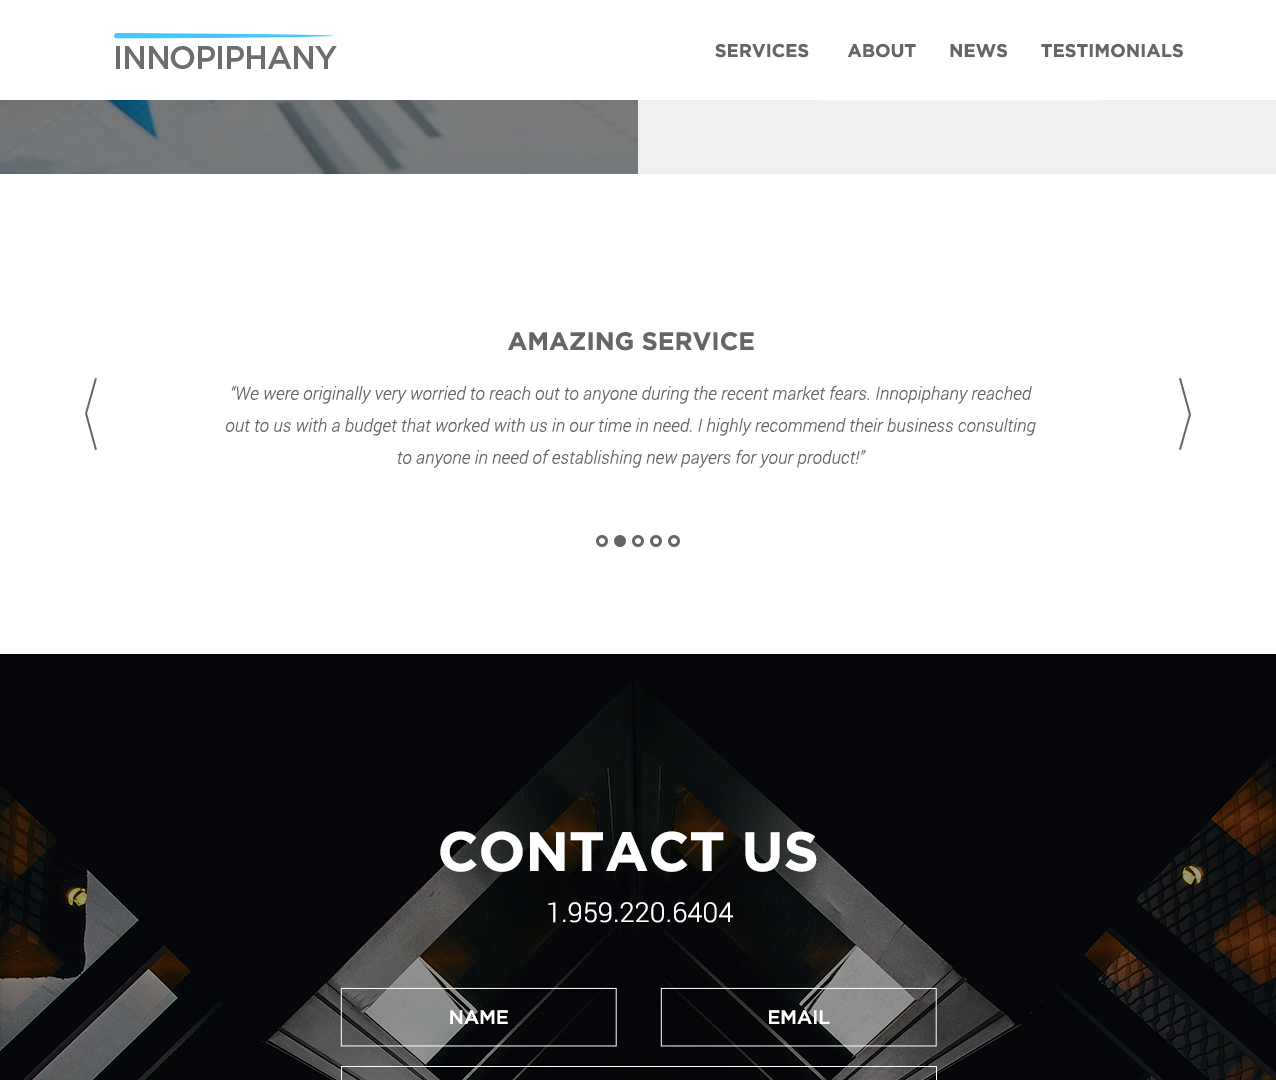 INNOPIPHANY
SERVICES ABOUT NEWS TESTIMONIALS
AMAZING SERVICE
“We were originally very worried to reach out to anyone during the recent market fears. Innopiphany reached
out to us with a budget that worked with us in our time in need. I highly recommend their business consulting
to anyone in need of establishing new payers for your product!”
CONTACT US
1.959.220.6404
NAME EMAIL